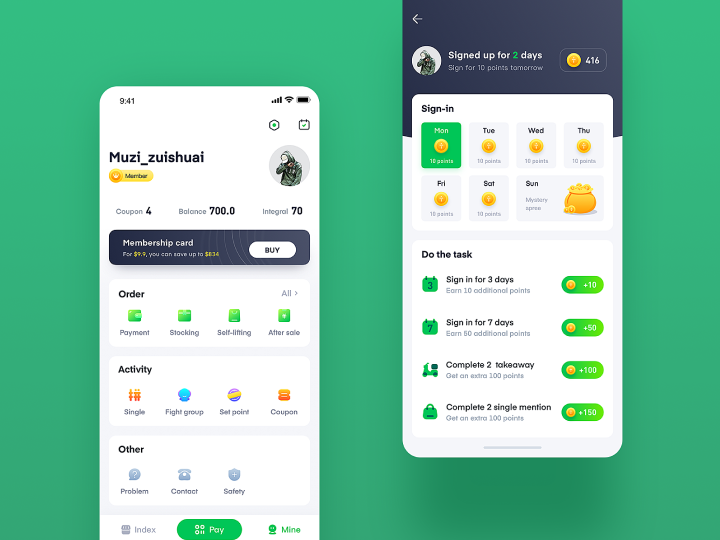 9:41
Muzi_zuishuai
Member
Coupon 4 Balance 700.0 Integral 70
Membership card
For $9.9, you can save up to $834
BUY
Order All >
Payment Stocking Self-lifting After sale
Activity
Single Fight group Set point Coupon
Other
Problem Contact Safety
Index Pay Mine
Signed up for 2 days
Sign for 10 points tomorrow
416
Sign-in
Mon Tue Wed Thu
10 points 10 points 10 points 10 points
Fri Sat Sun
10 points 10 points Mystery
spree
Do the task
3
Sign in for 3 days
Earn 10 additional points
+10
7
Sign in for 7 days
Earn 50 additional points
+50
Complete 2 takeaway
Get an extra 100 points
+100
Complete 2 single mention
Get an extra 100 points
+150